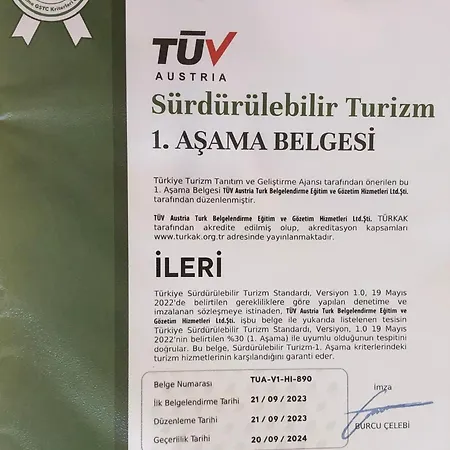 GSTC Kriterleri
TÜV
AUSTRIA
Sürdürülebilir Turizm
1. AŞAMA BELGESİ
Türkiye Turizm Tanıtım ve Geliştirme Ajansı tarafından önerilen bu
1. Aşama Belgesi TÜV Austria Turk Belgelendirme Eğitim ve Gözetim Hizmetleri Ltd.Şti.
tarafından düzenlenmiştir.
TÜV Austria Turk Belgelendirme Eğitim ve Gözetim Hizmetleri Ltd.Şti. TÜRKAK
tarafından akredite edilmiş olup, akreditasyon kapsamları
www.turkak.org.tr adresinde yayınlanmaktadır.
İLERİ
Türkiye Sürdürülebilir Turizm Standardı, Versiyon 1.0, 19 Mayıs
2022'de belirtilen gerekliliklere göre yapılan denetime ve
imzalanan sözleşmeye istinaden, TÜV Austria Turk Belgelendirme Eğitim ve
Gözetim Hizmetleri Ltd.Şti. işbu belge ile yukarıda listelenen tesisin
Türkiye Sürdürülebilir Turizm Standardı, Versiyon, 1.0 19 Mayıs
2022'nin belirtilen %30 (1. Aşama) ile uyumlu olduğunun tespitini
doğrular. Bu belge, Sürdürülebilir Turizm-1. Aşama kriterlerindeki
turizm hizmetlerinin karşılandığını garanti eder.
Belge Numarası TUA-V1-HI-890
İlk Belgelendirme Tarihi 21 / 09 / 2023
Düzenleme Tarihi 21 / 09 / 2023
Geçerlilik Tarihi 20 /09 / 2024
İmza
BURCU ÇELEBİ